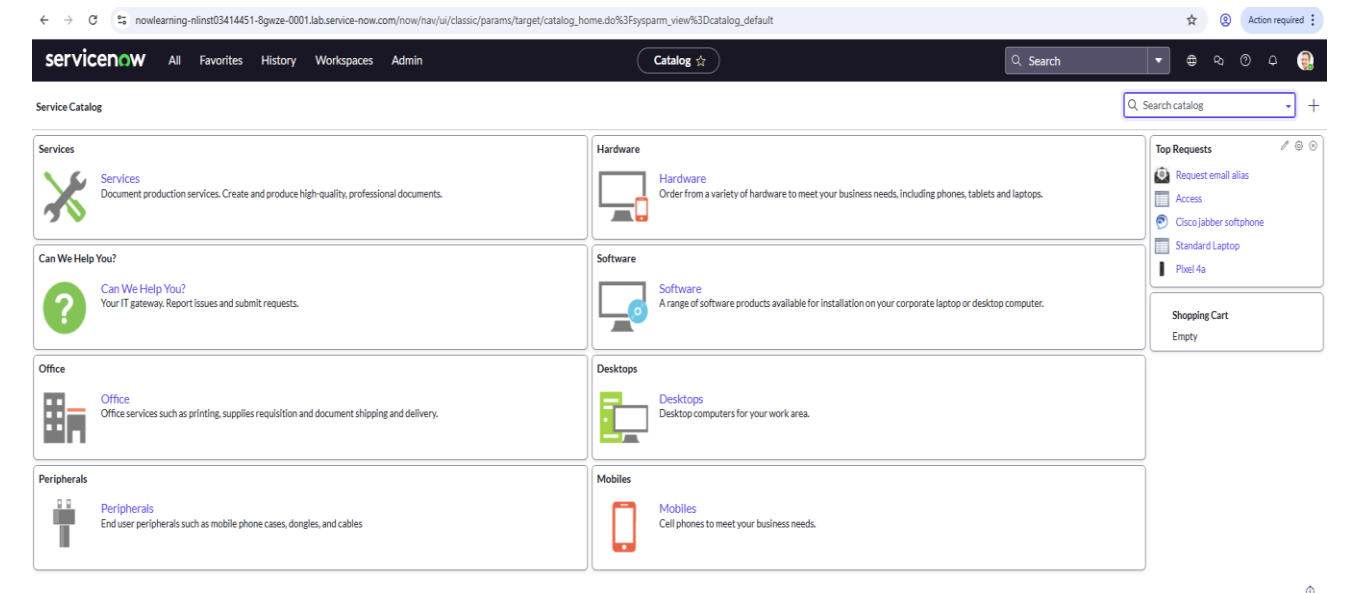 nowlearning-nlinst03414451-8gwze-0001.lab.service-now.com/now/nav/ui/classic/params/target/catalog_home.do%3Fsysparm_view%3Dcatalog_default
Action required
servicenow All Favorites History Workspaces Admin Catalog Search
Service Catalog Search catalog
Services
Services
Document production services. Create and produce high-quality, professional documents.
Hardware
Hardware
Order from a variety of hardware to meet your business needs, including phones, tablets and laptops.
Top Requests
Request email alias
Access
Cisco jabber softphone
Standard Laptop
Pixel 4a
Can We Help You?
Can We Help You?
Your IT gateway. Report issues and submit requests.
Software
Software
A range of software products available for installation on your corporate laptop or desktop computer.
Shopping Cart
Empty
Office
Office
Office services such as printing, supplies requisition and document shipping and delivery.
Desktops
Desktops
Desktop computers for your work area.
Peripherals
Peripherals
End user peripherals such as mobile phone cases, dongles, and cables
Mobiles
Mobiles
Cell phones to meet your business needs.